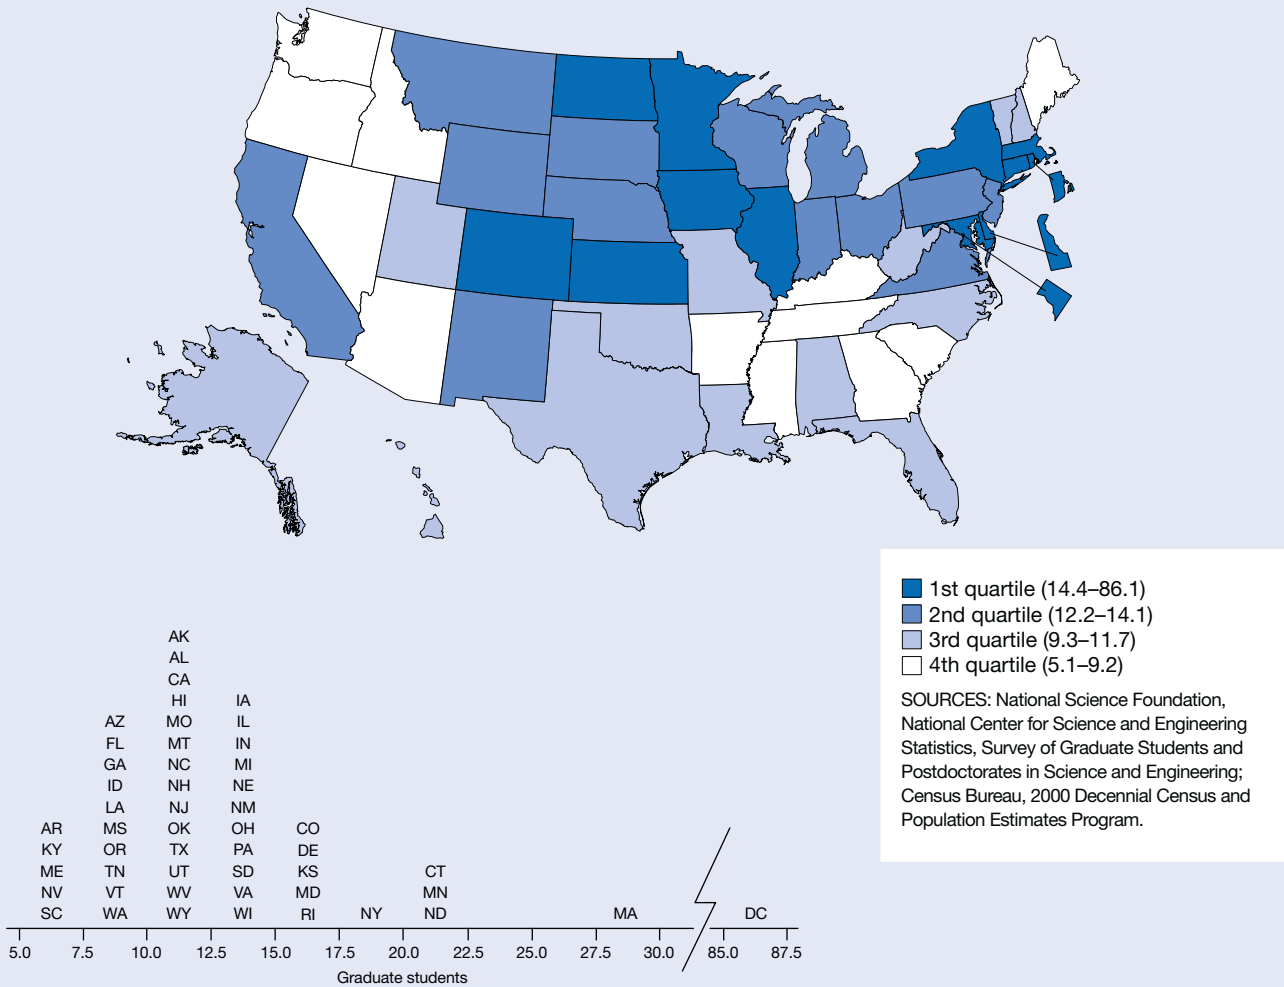 1st quartile (14.4–86.1)
2nd quartile (12.2–14.1)
3rd quartile (9.3–11.7)
4th quartile (5.1–9.2)
SOURCES: National Science Foundation,
National Center for Science and Engineering
Statistics, Survey of Graduate Students and
Postdoctorates in Science and Engineering;
Census Bureau, 2000 Decennial Census and
Population Estimates Program.
AK
AL
CA
HI IA
AZ MO IL
FL MT IN
GA NC MI
ID NH NE
LA NJ NM
AR MS OK OH CO
KY OR TX PA DE
ME TN UT SD KS CT
NV VT WV VA MD MN
SC WA WY WI RI NY ND MA DC
5.0 7.5 10.0 12.5 15.0 17.5 20.0 22.5 25.0 27.5 30.0 85.0 87.5
Graduate students